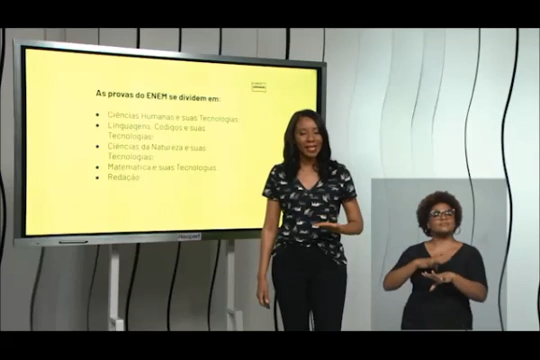 As provas do ENEM se dividem em:
• Ciências Humanas e suas Tecnologias;
• Linguagens, Códigos e suas
Tecnologias;
• Ciências da Natureza e suas
Tecnologias;
• Matemática e suas Tecnologias
• Redação